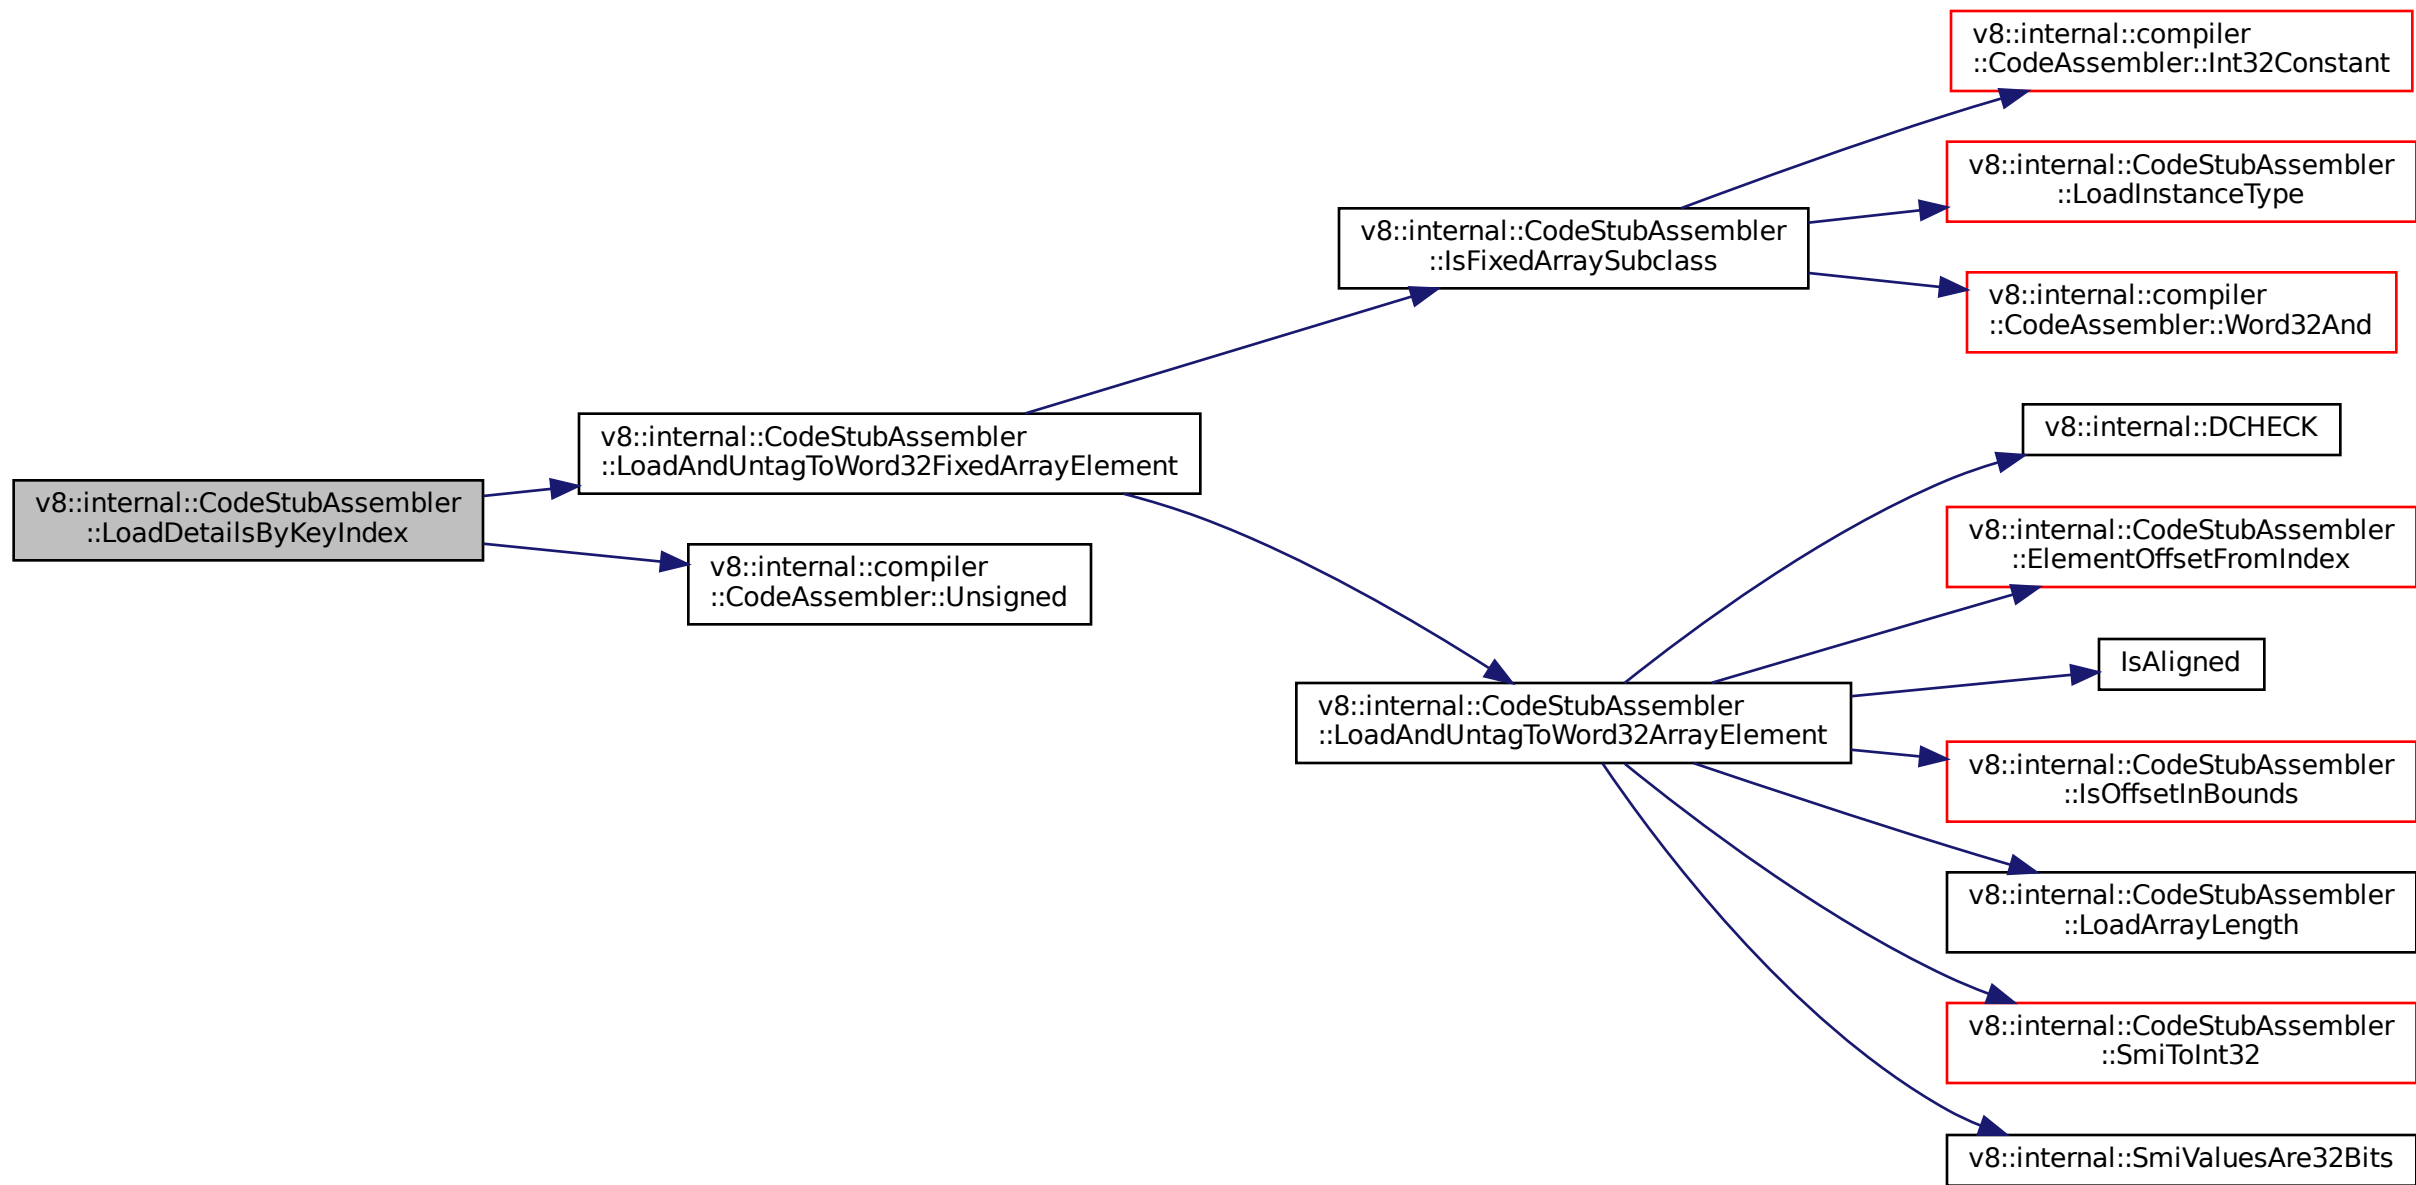 v8::internal::CodeStubAssembler
::LoadDetailsByKeyIndex
v8::internal::CodeStubAssembler
::LoadAndUntagToWord32FixedArrayElement
v8::internal::compiler
::CodeAssembler::Unsigned
v8::internal::CodeStubAssembler
::IsFixedArraySubclass
v8::internal::CodeStubAssembler
::LoadAndUntagToWord32ArrayElement
v8::internal::compiler
::CodeAssembler::Int32Constant
v8::internal::CodeStubAssembler
::LoadInstanceType
v8::internal::compiler
::CodeAssembler::Word32And
v8::internal::DCHECK
v8::internal::CodeStubAssembler
::ElementOffsetFromIndex
IsAligned
v8::internal::CodeStubAssembler
::IsOffsetInBounds
v8::internal::CodeStubAssembler
::LoadArrayLength
v8::internal::CodeStubAssembler
::SmiToInt32
v8::internal::SmiValuesAre32Bits